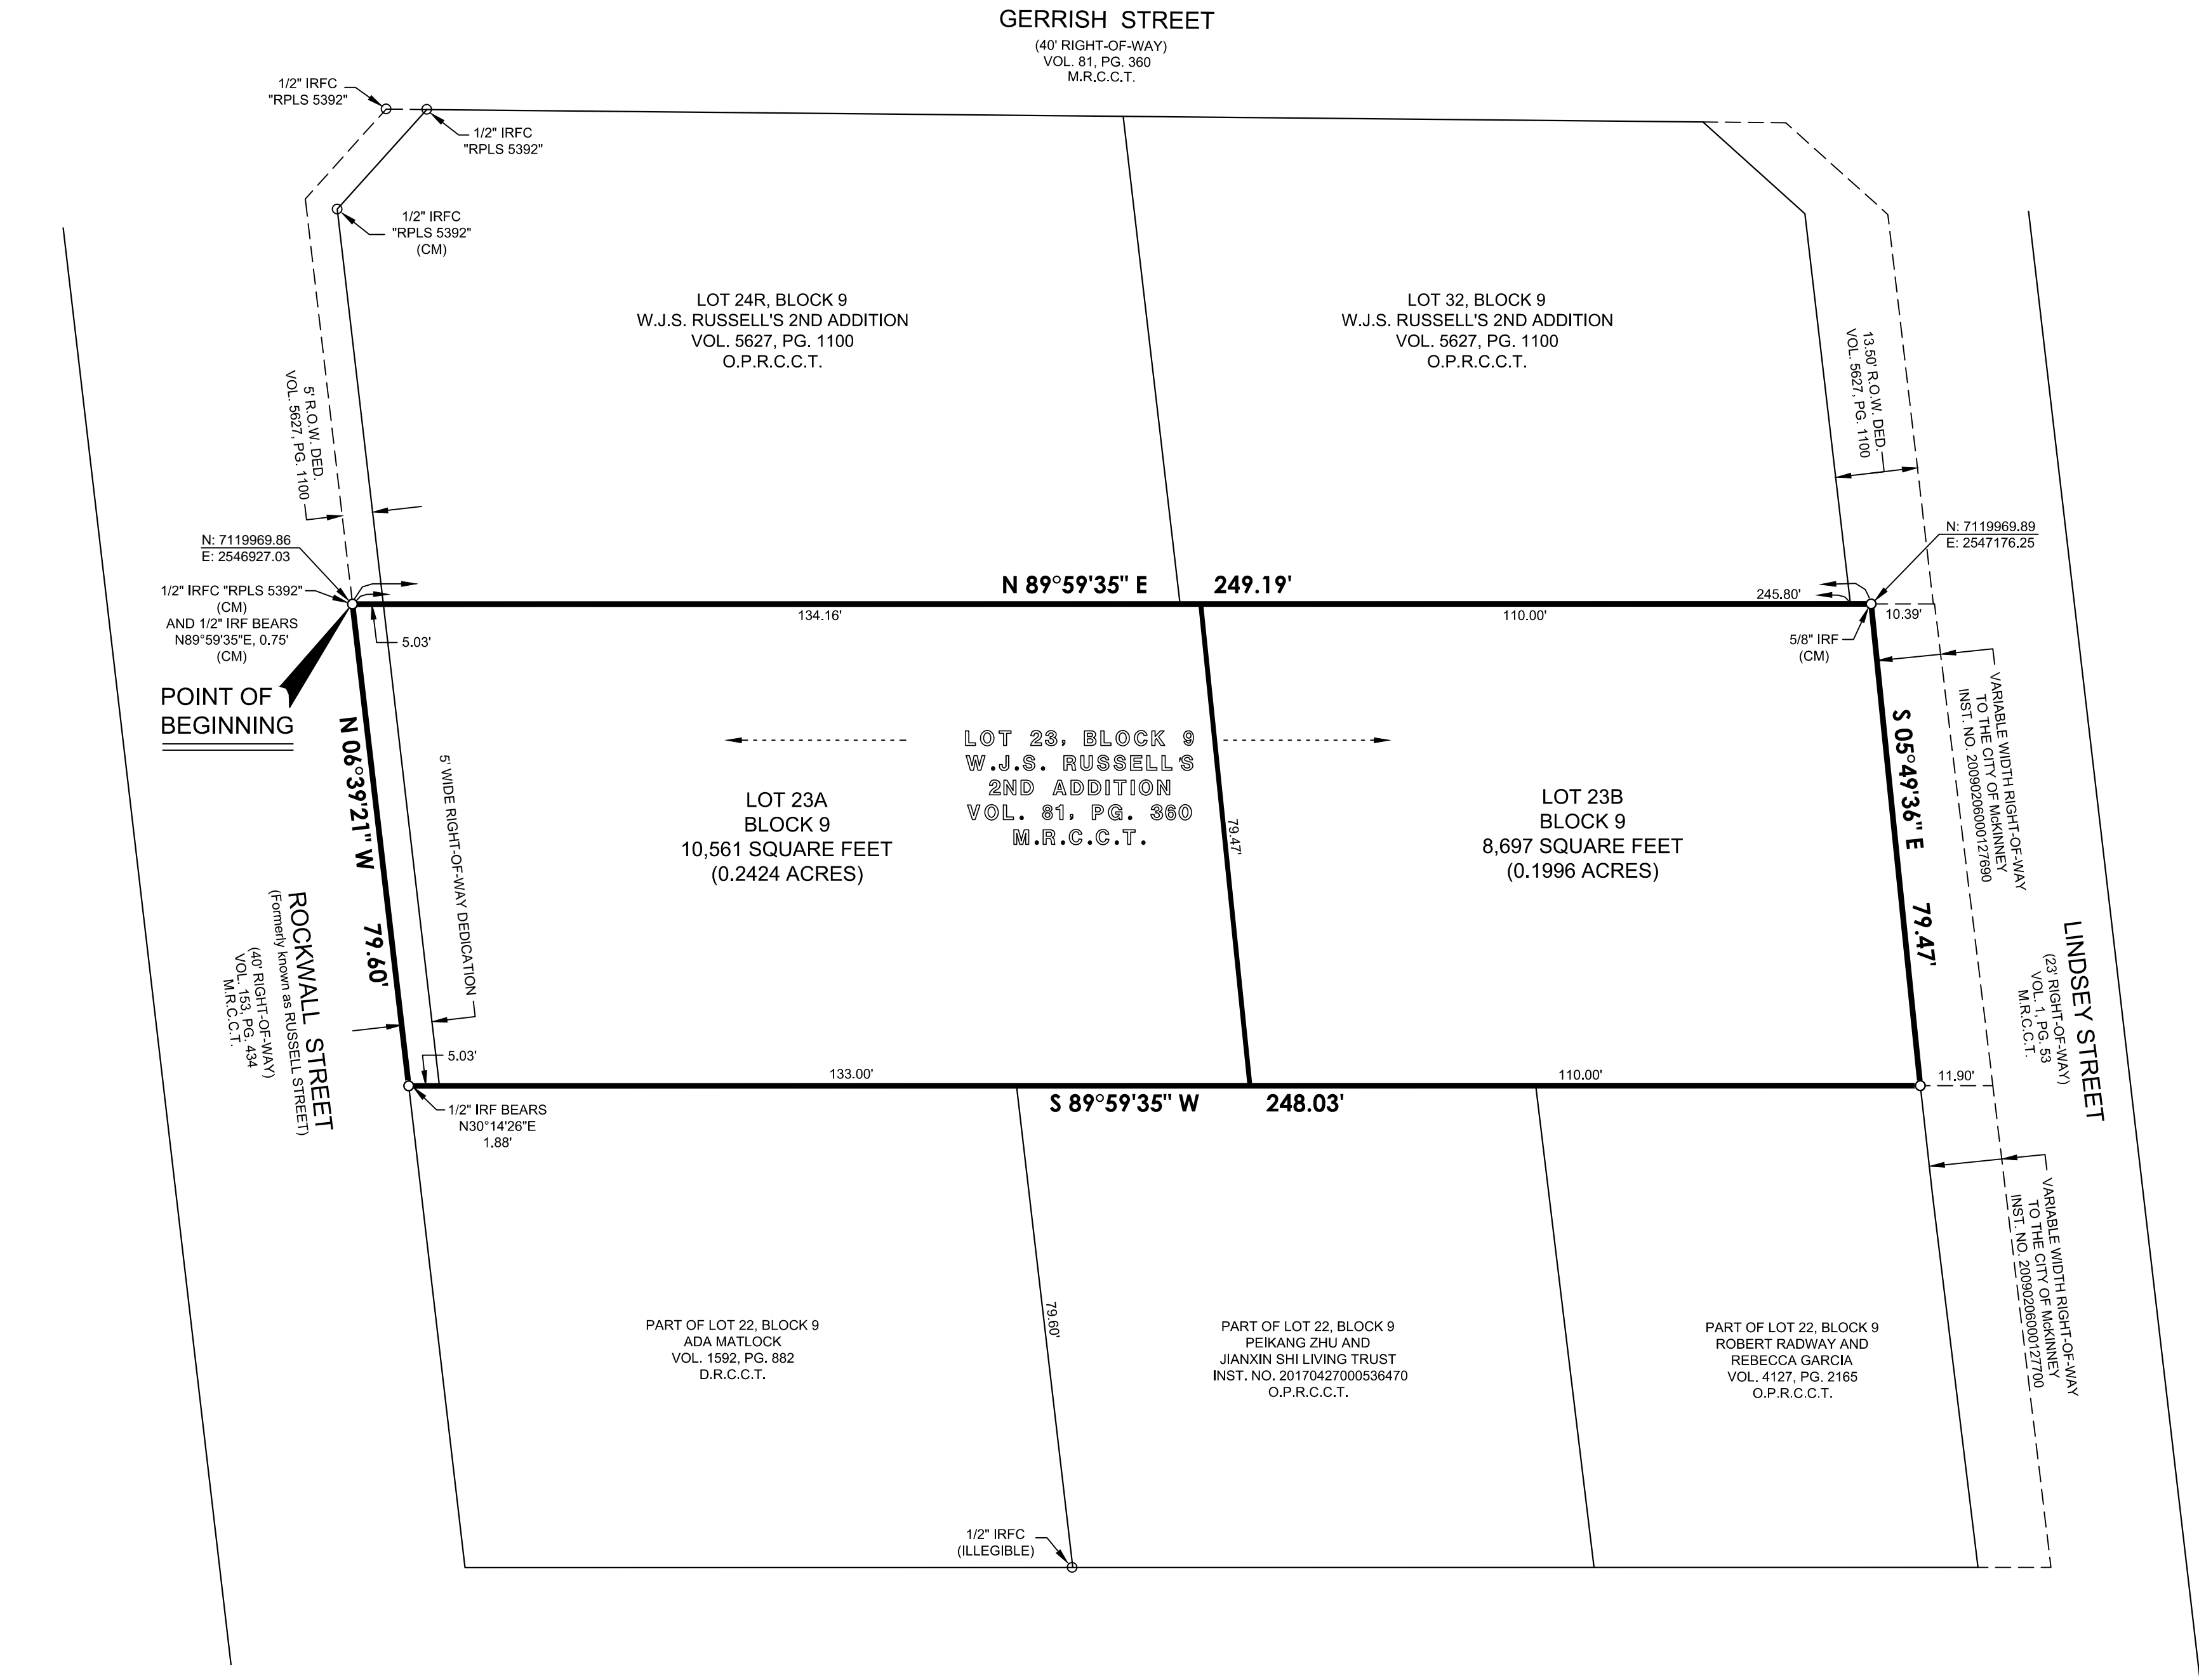 GERRISH STREET
(40' RIGHT-OF-WAY)
VOL. 81, PG. 360
M.R.C.C.T.
1/2" IRFC
"RPLS 5392"
1/2" IRFC
"RPLS 5392"
1/2" IRFC
"RPLS 5392"
(CM)
LOT 24R, BLOCK 9
W.J.S. RUSSELL'S 2ND ADDITION
VOL. 5627, PG. 1100
O.P.R.C.C.T.
LOT 32, BLOCK 9
W.J.S. RUSSELL'S 2ND ADDITION
VOL. 5627, PG. 1100
O.P.R.C.C.T.
5' R.O.W. DED.
VOL. 5627, PG. 1100
13.50' R.O.W. DED.
VOL. 5627, PG. 1100
N: 7119969.86
E: 2546927.03
N: 7119969.89
E: 2547176.25
1/2" IRFC "RPLS 5392"
(CM)
AND 1/2" IRF BEARS
N89°59'35"E, 0.75'
(CM)
N 89°59'35" E 249.19'
134.16'
110.00'
245.80'
10.39'
5.03'
5/8" IRF
(CM)
POINT OF
BEGINNING
N 06°39'21" W 79.60'
5' WIDE RIGHT-OF-WAY DEDICATION
LOT 23, BLOCK 9
W.J.S. RUSSELL'S
2ND ADDITION
VOL. 81, PG. 360
M.R.C.C.T.
LOT 23A
BLOCK 9
10,561 SQUARE FEET
(0.2424 ACRES)
79.47'
LOT 23B
BLOCK 9
8,697 SQUARE FEET
(0.1996 ACRES)
S 05°49'36" E 79.47'
VARIABLE WIDTH RIGHT-OF-WAY
TO THE CITY OF McKINNEY
INST. NO. 20090206000127690
ROCKWALL STREET
(Formerly known as RUSSELL STREET)
(40' RIGHT-OF-WAY)
VOL. 153, PG. 434
M.R.C.C.T.
LINDSEY STREET
(23' RIGHT-OF-WAY)
VOL. 1, PG. 53
M.R.C.C.T.
5.03'
133.00'
110.00'
11.90'
S 89°59'35" W 248.03'
1/2" IRF BEARS
N30°14'26"E
1.88'
VARIABLE WIDTH RIGHT-OF-WAY
TO THE CITY OF McKINNEY
INST. NO. 20090206000127700
79.60'
PART OF LOT 22, BLOCK 9
ADA MATLOCK
VOL. 1592, PG. 882
D.R.C.C.T.
PART OF LOT 22, BLOCK 9
PEIKANG ZHU AND
JIANXIN SHI LIVING TRUST
INST. NO. 20170427000536470
O.P.R.C.C.T.
PART OF LOT 22, BLOCK 9
ROBERT RADWAY AND
REBECCA GARCIA
VOL. 4127, PG. 2165
O.P.R.C.C.T.
1/2" IRFC
(ILLEGIBLE)